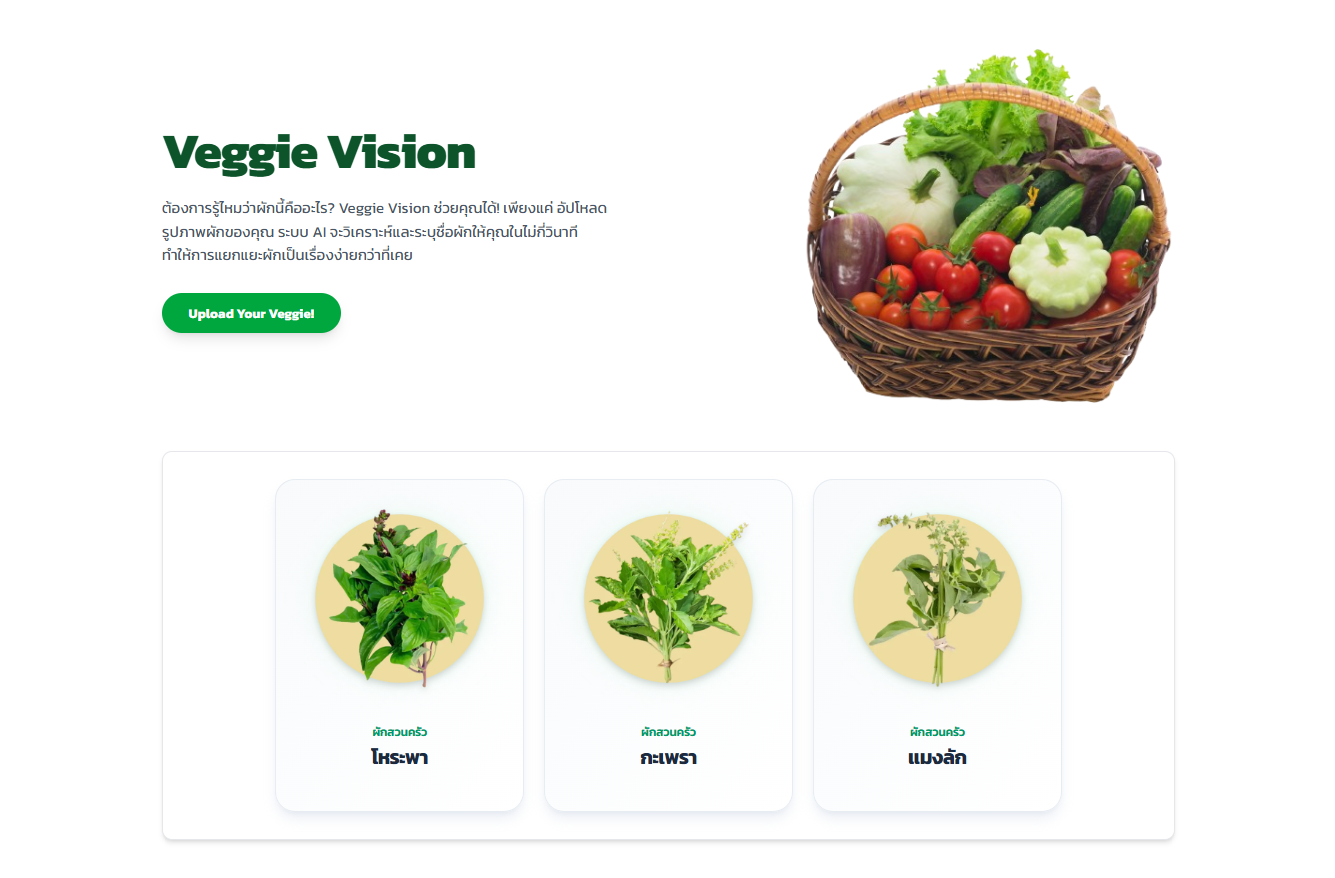 Veggie Vision
ต้องการรู้ไหมว่าผักนี้คืออะไร? Veggie Vision ช่วยคุณได้! เพียงแค่ อัปโหลด
รูปภาพผักของคุณ ระบบ AI จะวิเคราะห์และระบุชื่อผักให้คุณในไม่กี่วินาที
ทำให้การแยกแยะผักเป็นเรื่องง่ายกว่าที่เคย
Upload Your Veggie!
ผักสวนครัว
โหระพา
ผักสวนครัว
กะเพรา
ผักสวนครัว
แมงลัก